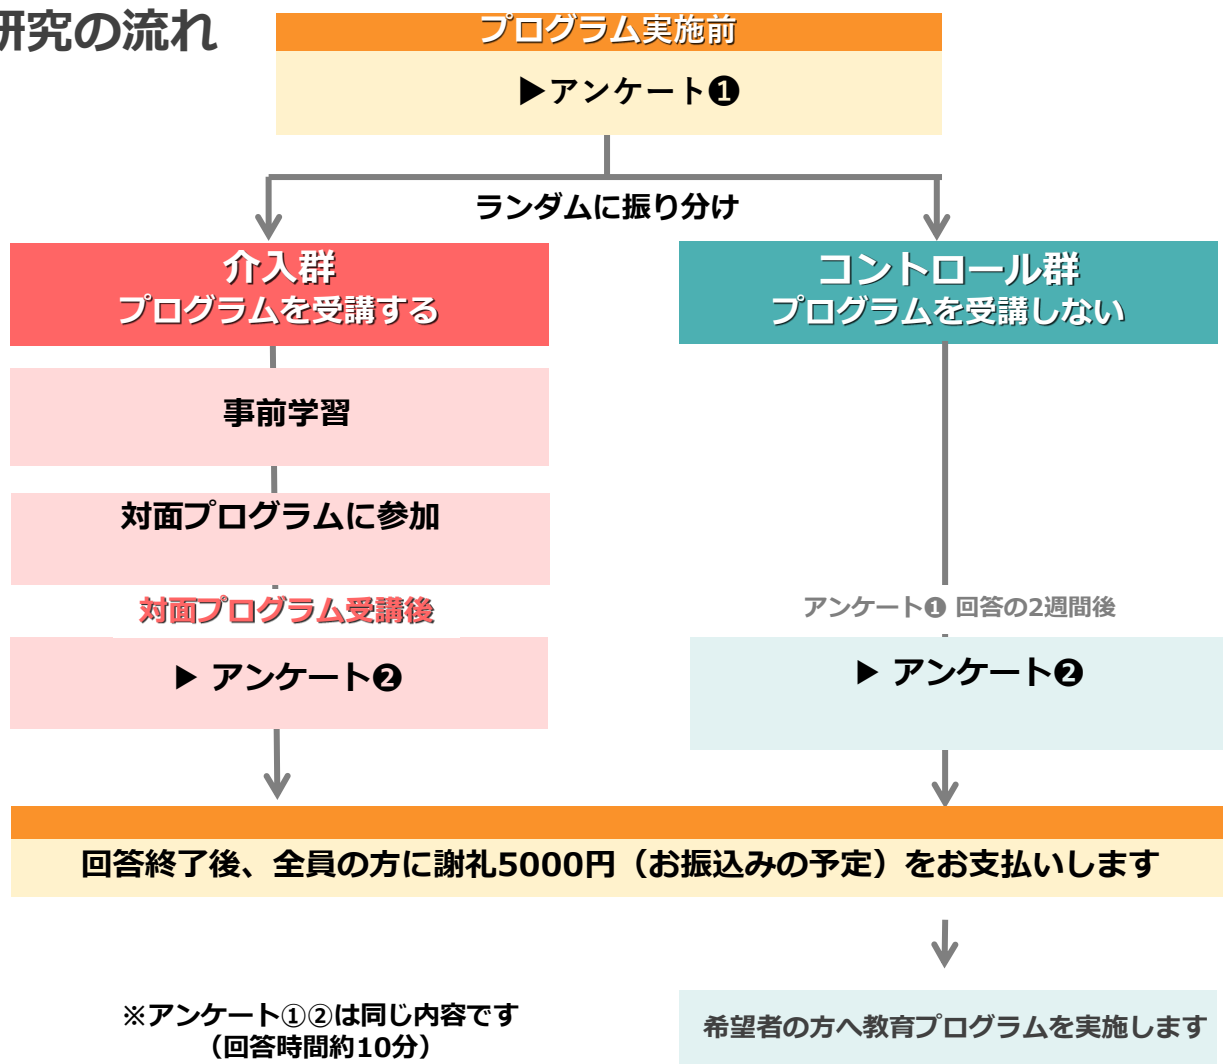 研究の流れ
プログラム実施前
▶アンケート❶
ランダムに振り分け
介入群
プログラムを受講する
コントロール群
プログラムを受講しない
事前学習
対面プログラムに参加
対面プログラム受講後
アンケート❶ 回答の2週間後
▶ アンケート❷
▶ アンケート❷
回答終了後、全員の方に謝礼5000円（お振込みの予定）をお支払いします
※アンケート①②は同じ内容です
（回答時間約10分）
希望者の方へ教育プログラムを実施します